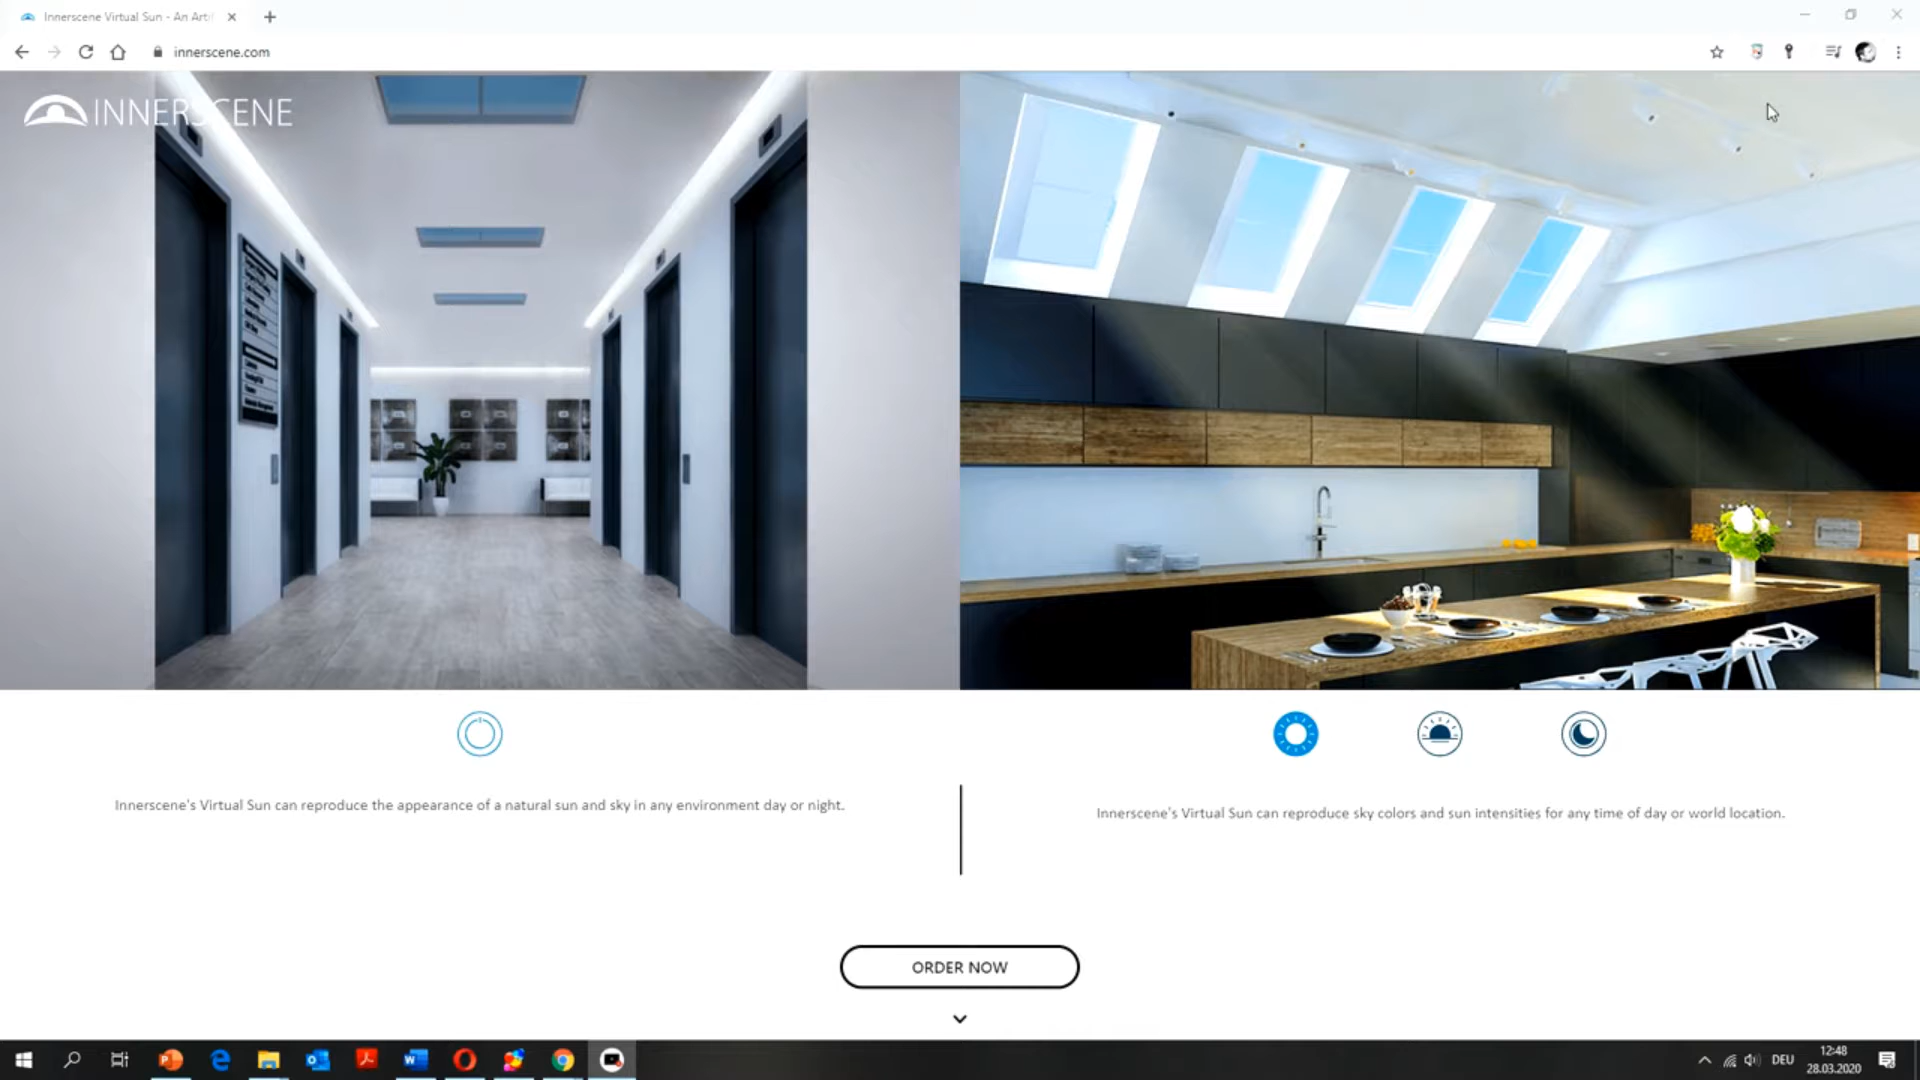 Innerscene Virtual Sun - An Arti
innerscene.com
INNERSCENE
Innerscene's Virtual Sun can reproduce the appearance of a natural sun and sky in any environment day or night.
Innerscene's Virtual Sun can reproduce sky colors and sun intensities for any time of day or world location.
ORDER NOW
DEU
12:48
28.03.2020